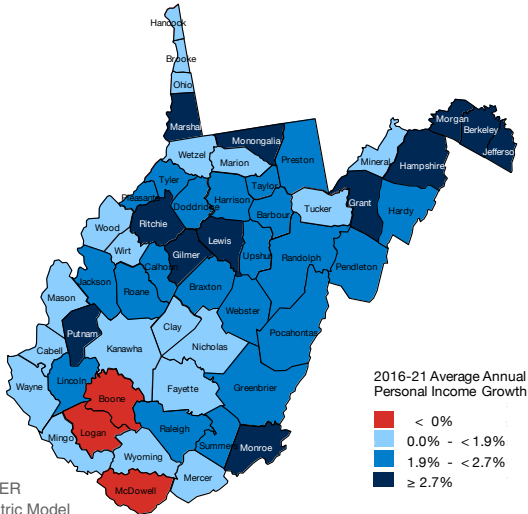 Hancock
Brooke
Ohio
Marshal
Wetzel
Monongalia
Marion
Preston
Morgan
Berkeley
Jefferso
Mineral
Hampshire
Tyler
Pleasants
Doddridge
Harrison
Taylor
Barbour
Tucker
Grant
Hardy
Wood
Ritchie
Wirt
Gilmer
Lewis
Upshur
Randolph
Pendleton
Calhoun
Jackson
Roane
Braxton
Mason
Webster
Pocahontas
Putnam
Clay
Nicholas
Kanawha
Cabell
Wayne
Lincoln
Boone
Fayette
Greenbrier
Logan
Raleigh
Mingo
Wyoming
Summers
Monroe
McDowell
Mercer
2016-21 Average Annual
Personal Income Growth
< 0%
0.0% - < 1.9%
1.9% - < 2.7%
≥ 2.7%
ER
tric Model